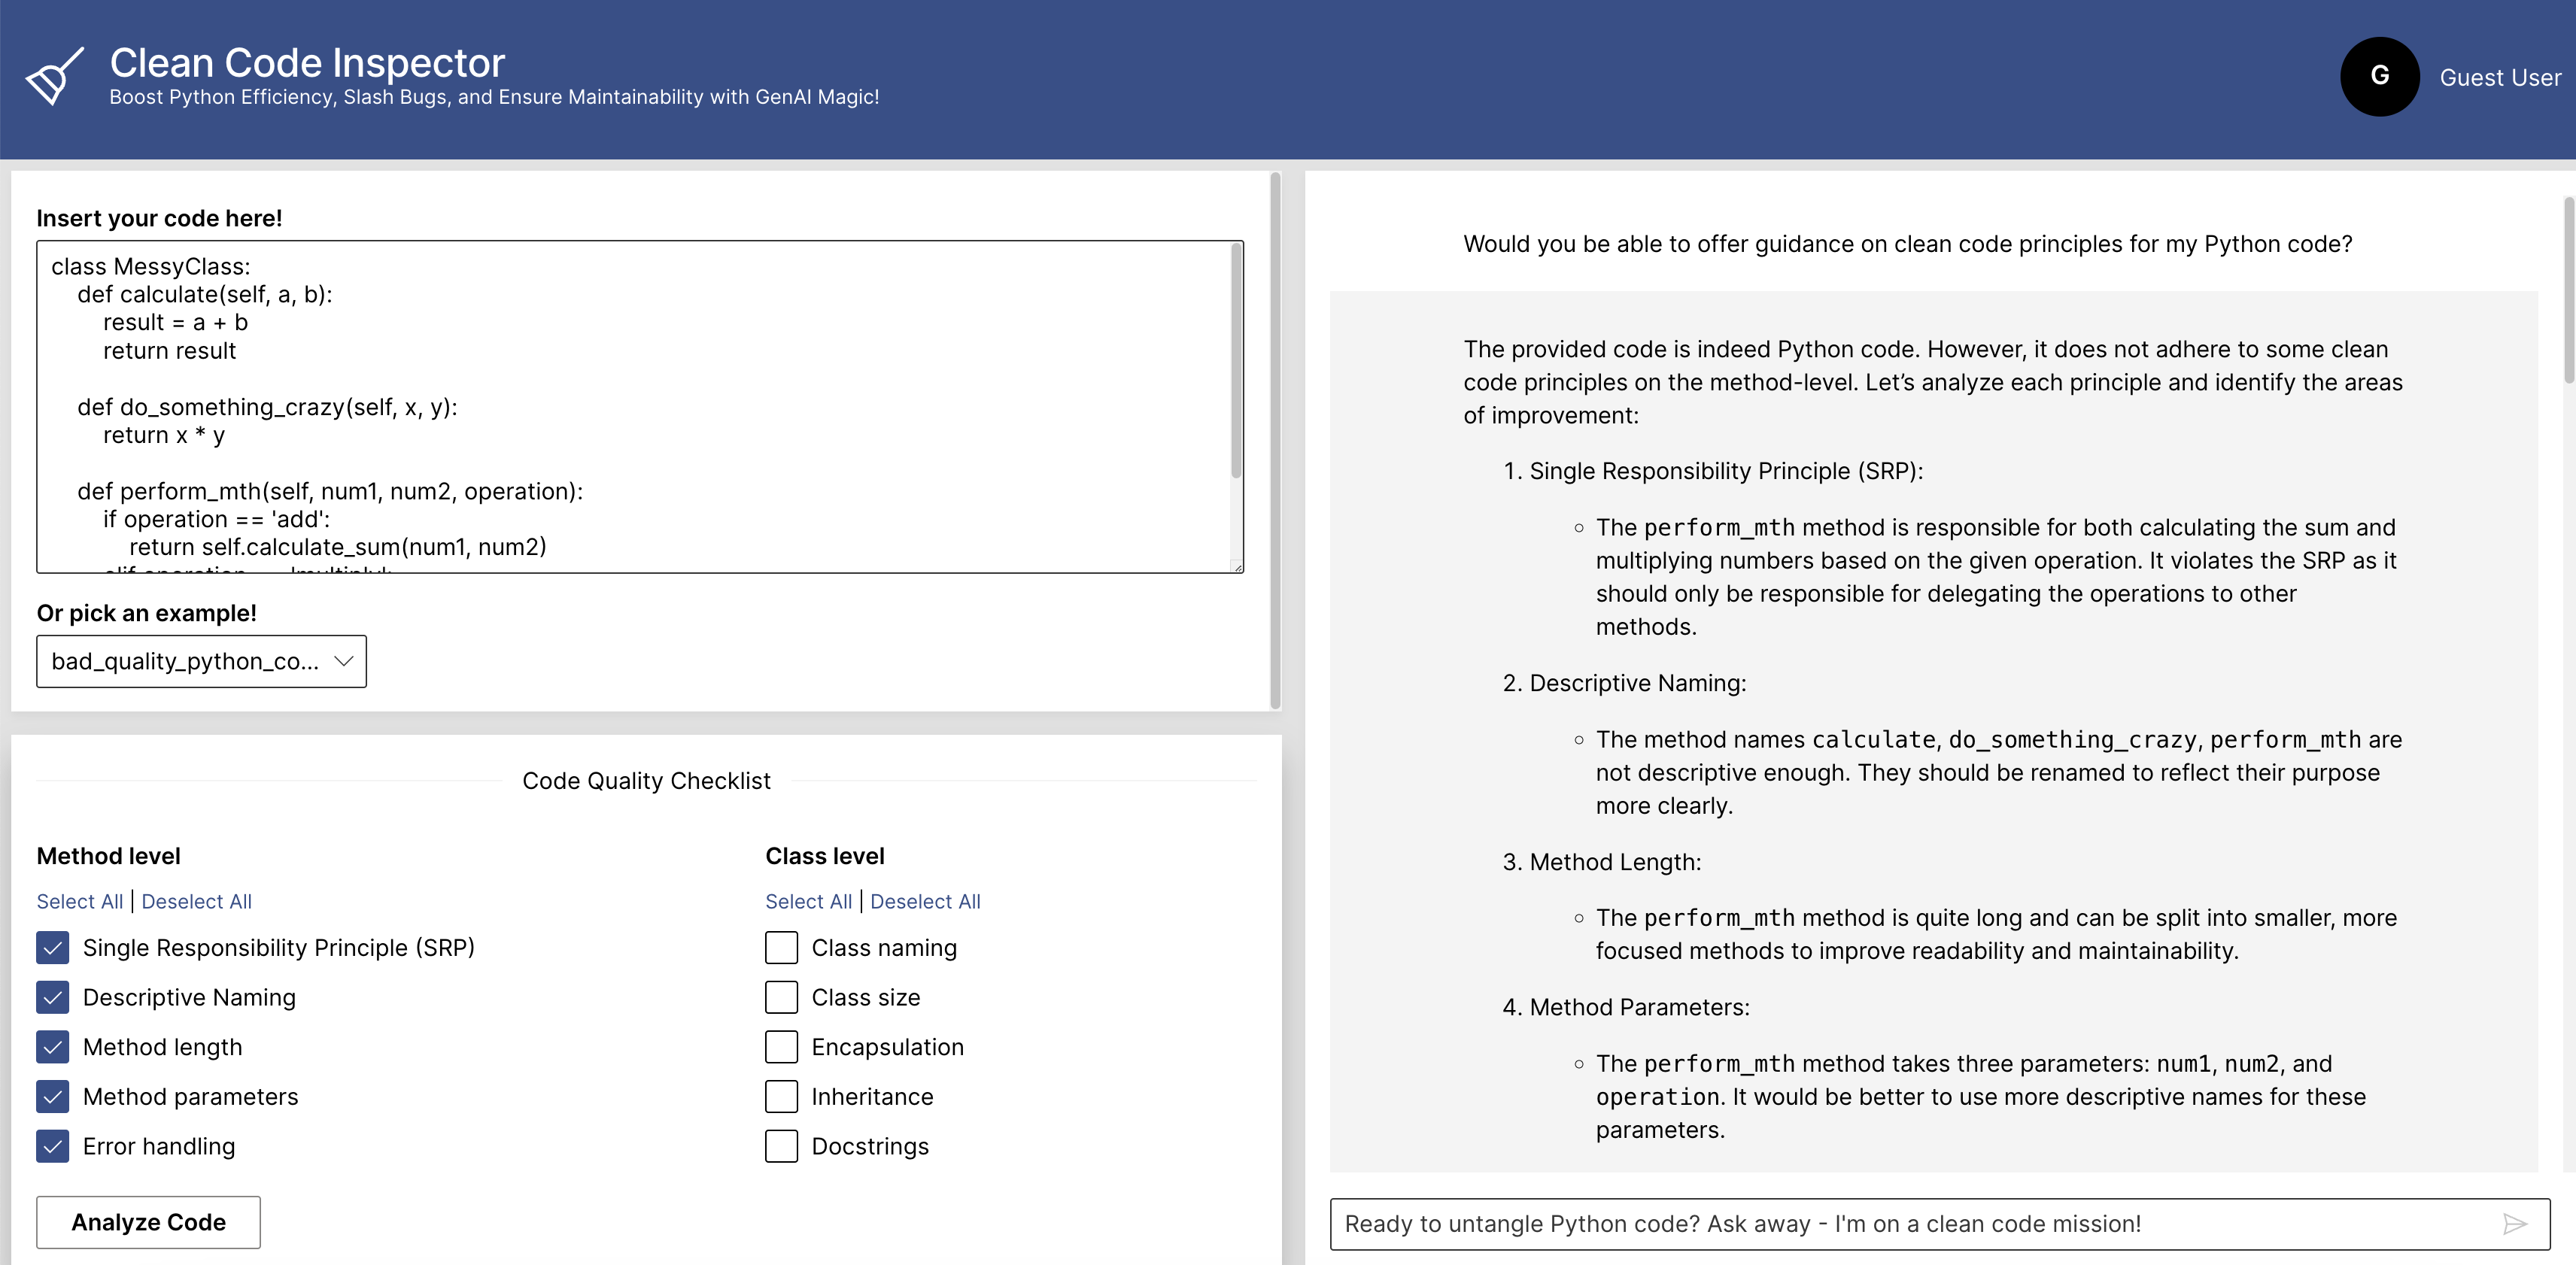 Clean Code Inspector
Boost Python Efficiency, Slash Bugs, and Ensure Maintainability with GenAI Magic!
G
Guest User
Insert your code here!
class MessyClass:
def calculate(self, a, b):
result = a + b
return result
def do_something_crazy(self, x, y):
return x * y
def perform_mth(self, num1, num2, operation):
if operation == 'add':
return self.calculate_sum(num1, num2)
Or pick an example!
bad_quality_python_co...
Code Quality Checklist
Method level
Select All | Deselect All
Single Responsibility Principle (SRP)
Descriptive Naming
Method length
Method parameters
Error handling
Analyze Code
Class level
Select All | Deselect All
Class naming
Class size
Encapsulation
Inheritance
Docstrings
Would you be able to offer guidance on clean code principles for my Python code?
The provided code is indeed Python code. However, it does not adhere to some clean
code principles on the method-level. Let’s analyze each principle and identify the areas
of improvement:
1. Single Responsibility Principle (SRP):
◦ The perform_mth method is responsible for both calculating the sum and
multiplying numbers based on the given operation. It violates the SRP as it
should only be responsible for delegating the operations to other
methods.
2. Descriptive Naming:
◦ The method names calculate, do_something_crazy, perform_mth are
not descriptive enough. They should be renamed to reflect their purpose
more clearly.
3. Method Length:
◦ The perform_mth method is quite long and can be split into smaller, more
focused methods to improve readability and maintainability.
4. Method Parameters:
◦ The perform_mth method takes three parameters: num1, num2, and
operation. It would be better to use more descriptive names for these
parameters.
Ready to untangle Python code? Ask away - I'm on a clean code mission!